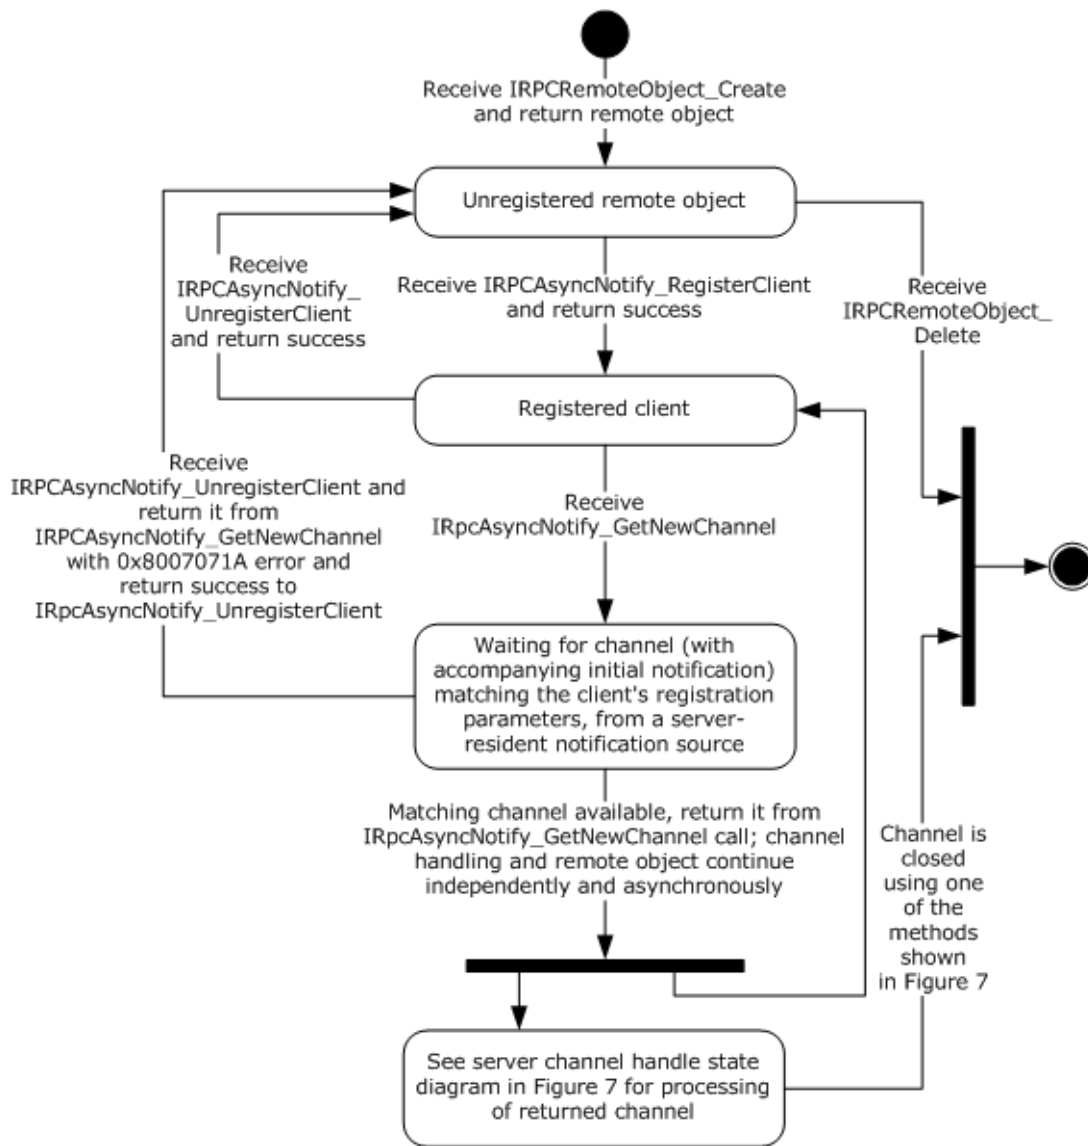 Receive IRPCRemoteObject_Create
and return remote object
Unregistered remote object
Receive
IRPCAsyncNotify_
UnregisterClient
and return success
Receive IRPCAsyncNotify_RegisterClient
and return success
Receive
IRPCRemoteObject_
Delete
Registered client
Receive
IRPCAsyncNotify_UnregisterClient and
return it from
IRPCAsyncNotify_GetNewChannel
with 0x8007071A error and
return success to
IRpcAsyncNotify_UnregisterClient
Receive
IRpcAsyncNotify_GetNewChannel
Waiting for channel (with
accompanying initial notification)
matching the client's registration
parameters, from a server-
resident notification source
Matching channel available, return it from
IRpcAsyncNotify_GetNewChannel call; channel
handling and remote object continue
independently and asynchronously
Channel is
closed
using one
of the
methods
shown
in Figure 7
See server channel handle state
diagram in Figure 7 for processing
of returned channel